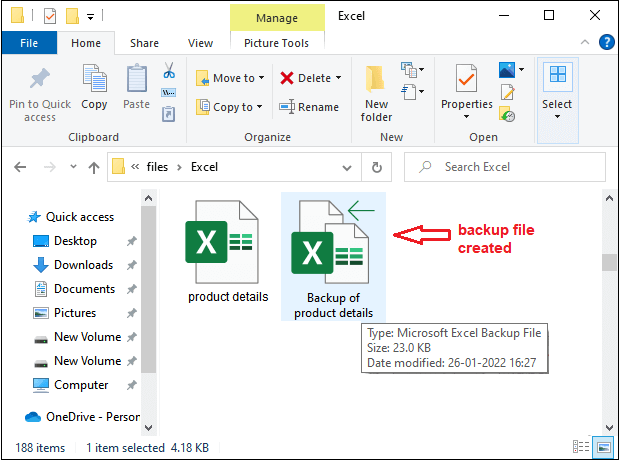 Manage
Excel
File
Home
Share
View
Picture Tools
Pin to Quick
access
Copy
Paste
Move to
Copy to
Delete
Rename
New
folder
Properties
Select
Clipboard
Organize
New
Open
files
Excel
Search Excel
Quick access
Desktop
Downloads
Documents
Pictures
New Volume
New Volume
Computer
OneDrive - Person
X
product details
X
Backup of
product details
backup file
created
Type: Microsoft Excel Backup File
Size: 23.0 KB
Date modified: 26-01-2022 16:27
188 items
1 item selected 4.18 KB